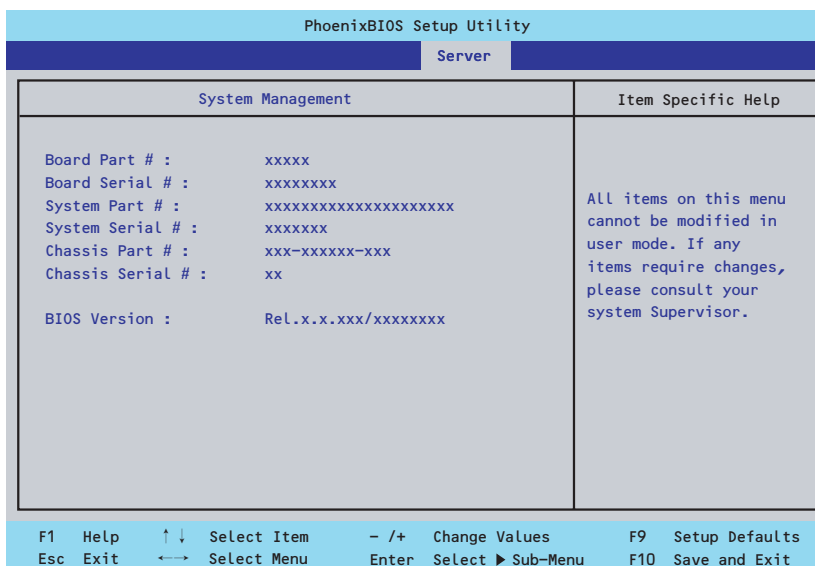 PhoenixBIOS Setup Utility
Server
System Management
Item Specific Help
Board Part # : xxxxx
Board Serial # : xxxxxxxx
System Part # : xxxxxxxxxxxxxxxxxxxxx
System Serial # : xxxxxxx
Chassis Part # : xxx-xxxxxx-xxx
Chassis Serial # : xx
BIOS Version : Rel.x.x.xxx/xxxxxxxx
All items on this menu
cannot be modified in
user mode. If any
items require changes,
please consult your
system Supervisor.
F1 Help ↑↓ Select Item – /+ Change Values F9 Setup Defaults
Esc Exit ←→ Select Menu Enter Select ▶ Sub-Menu F10 Save and Exit